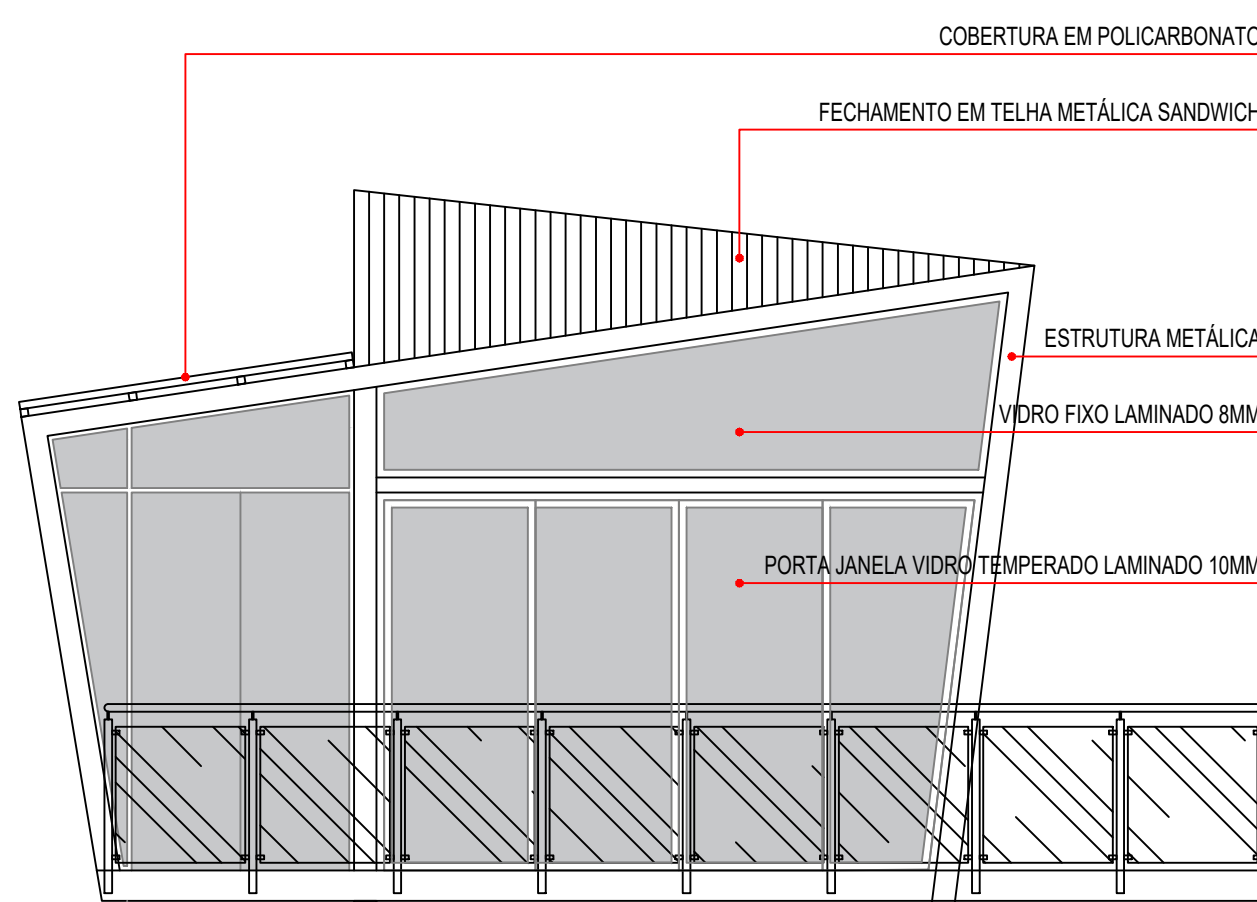 COBERTURA EM POLICARBONATO
FECHAMENTO EM TELHA METÁLICA SANDWICH
ESTRUTURA METÁLICA
VIDRO FIXO LAMINADO 8MM
PORTA JANELA VIDRO TEMPERADO LAMINADO 10MM